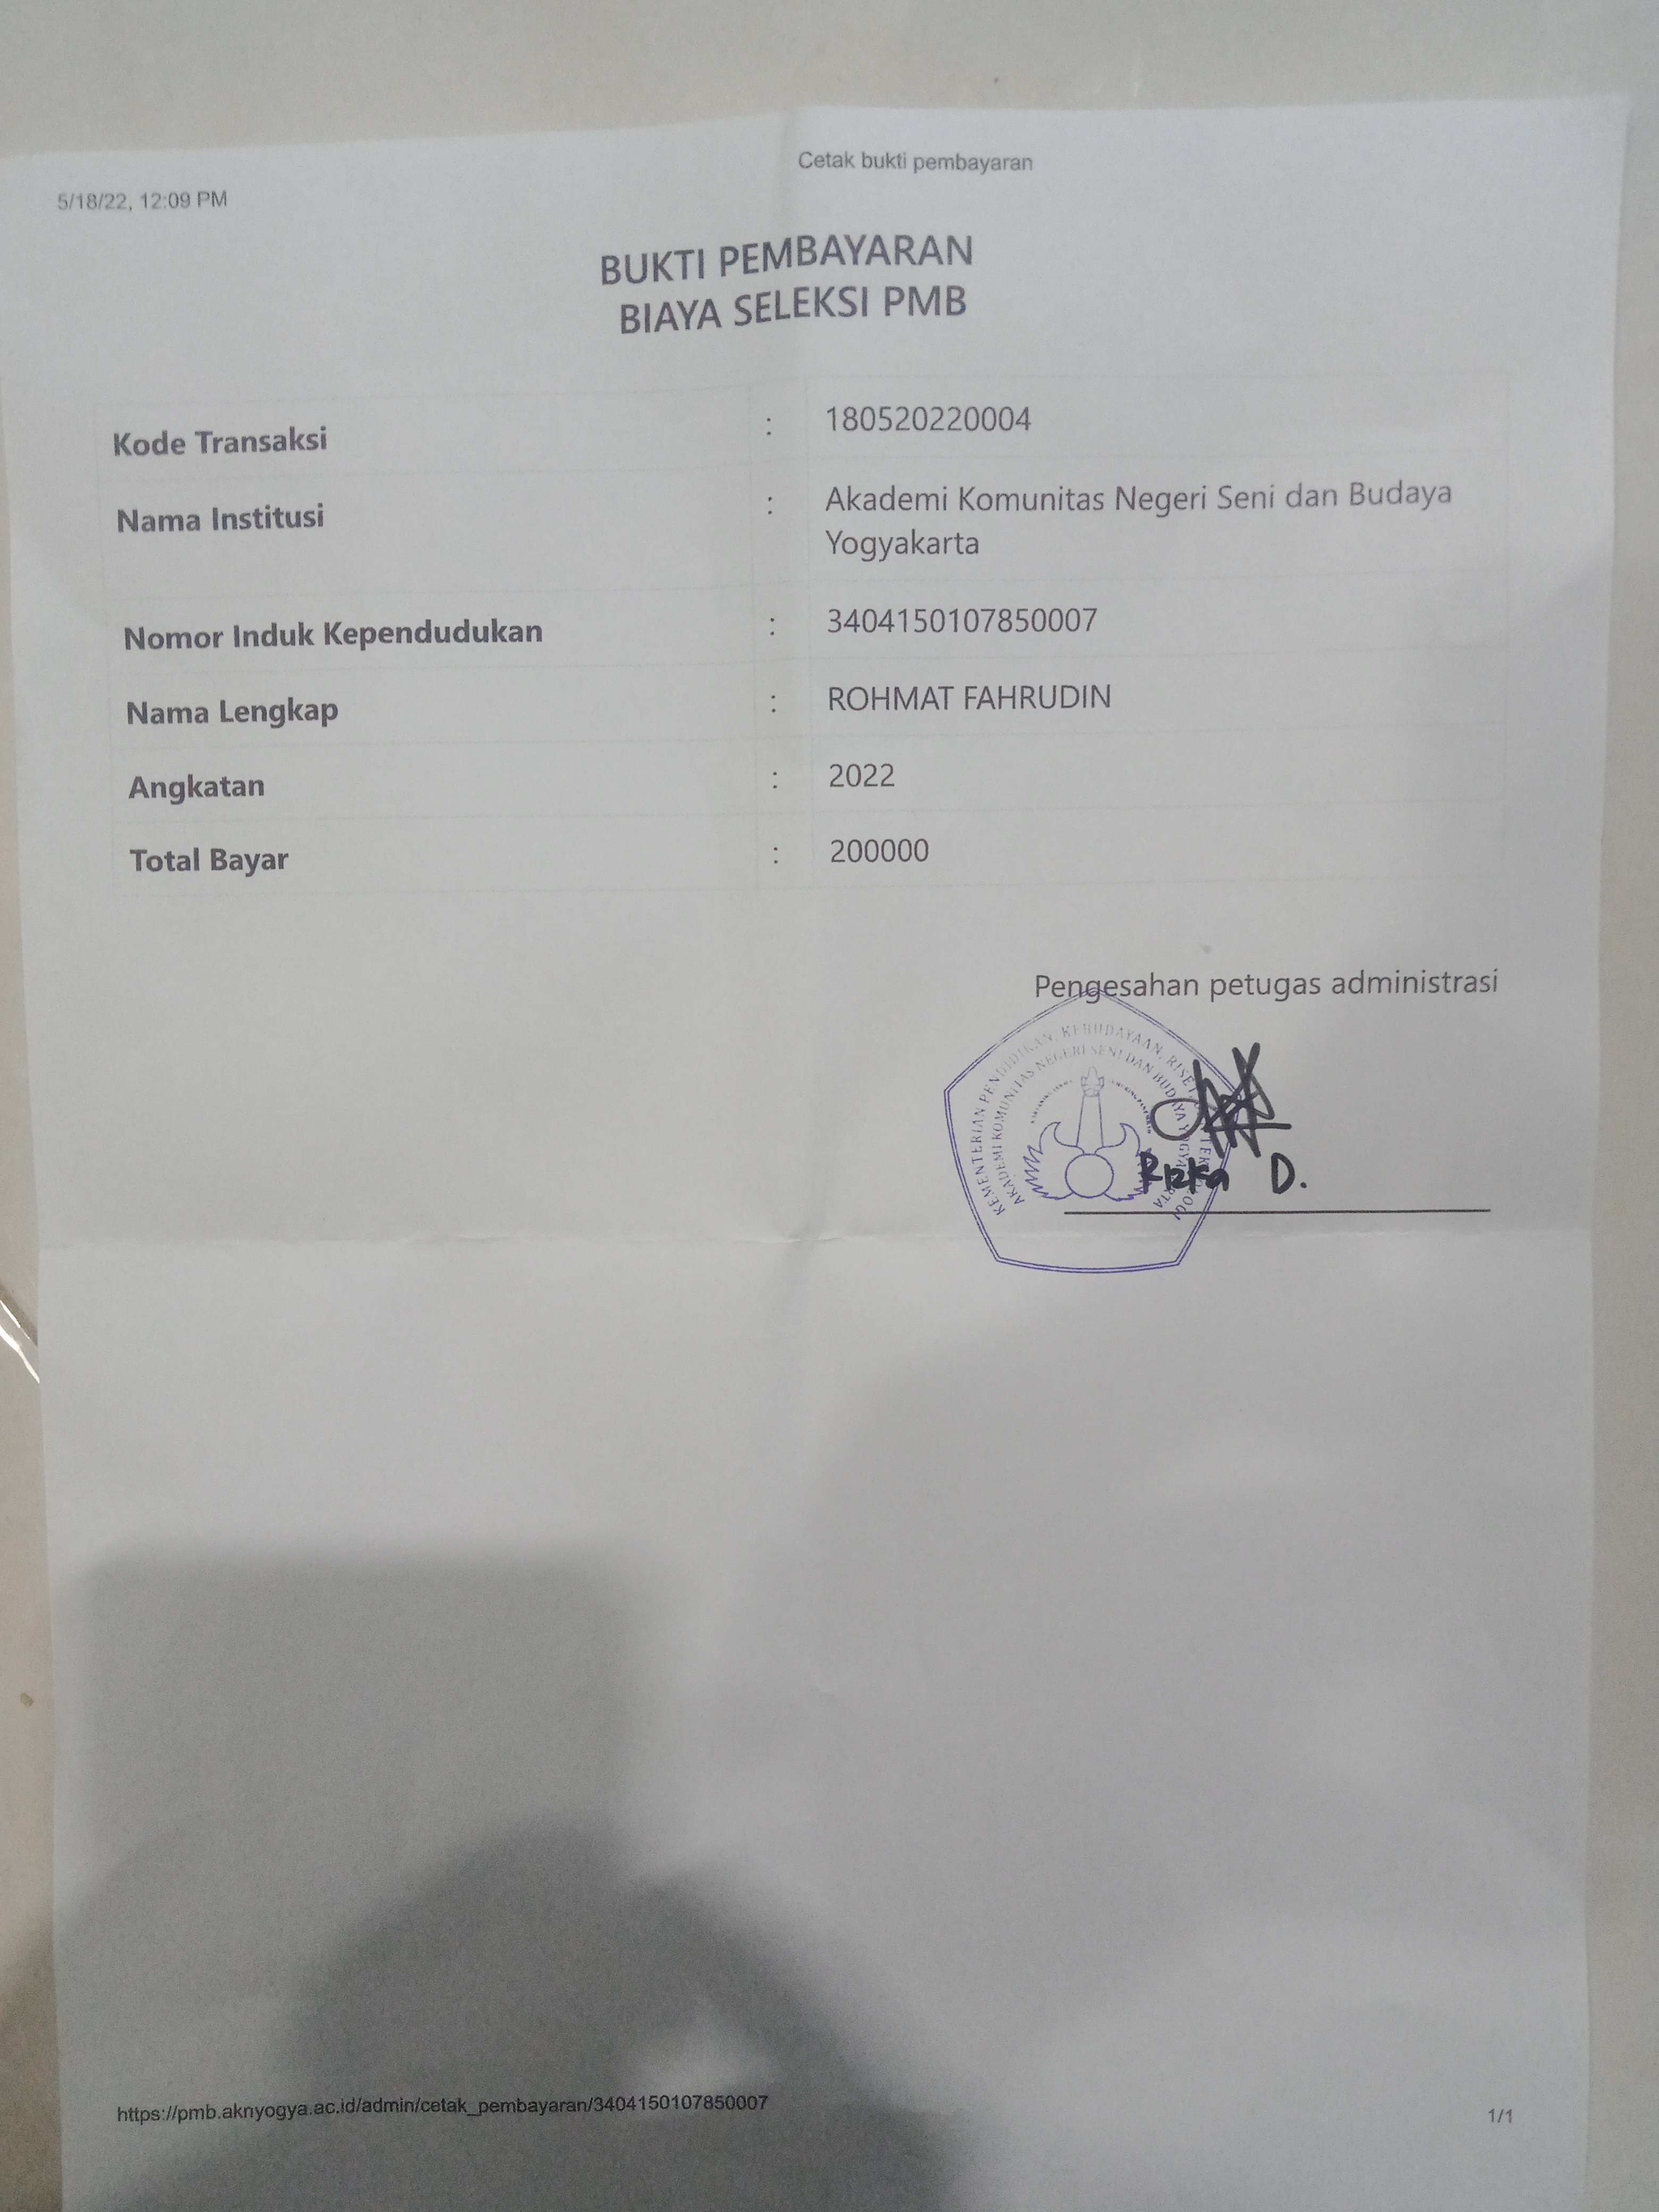 Cetak bukti pembayaran
5/18/22, 12:09 PM
BUKTI PEMBAYARAN
BIAYA SELEKSI PMB
Kode Transaksi : 180520220004
Nama Institusi : Akademi Komunitas Negeri Seni dan Budaya
Yogyakarta
Nomor Induk Kependudukan : 3404150107850007
Nama Lengkap : ROHMAT FAHRUDIN
Angkatan : 2022
Total Bayar : 200000
Pengesahan petugas administrasi
KEMENTERIAN PENDIDIKAN, KEBUDAYAAN, RISET,
AKADEMI KOMUNITAS NEGERI SENI DAN BUDAYA YOGYAKARTA
Rizka D.
https://pmb.aknyogya.ac.id/admin/cetak_pembayaran/3404150107850007
1/1